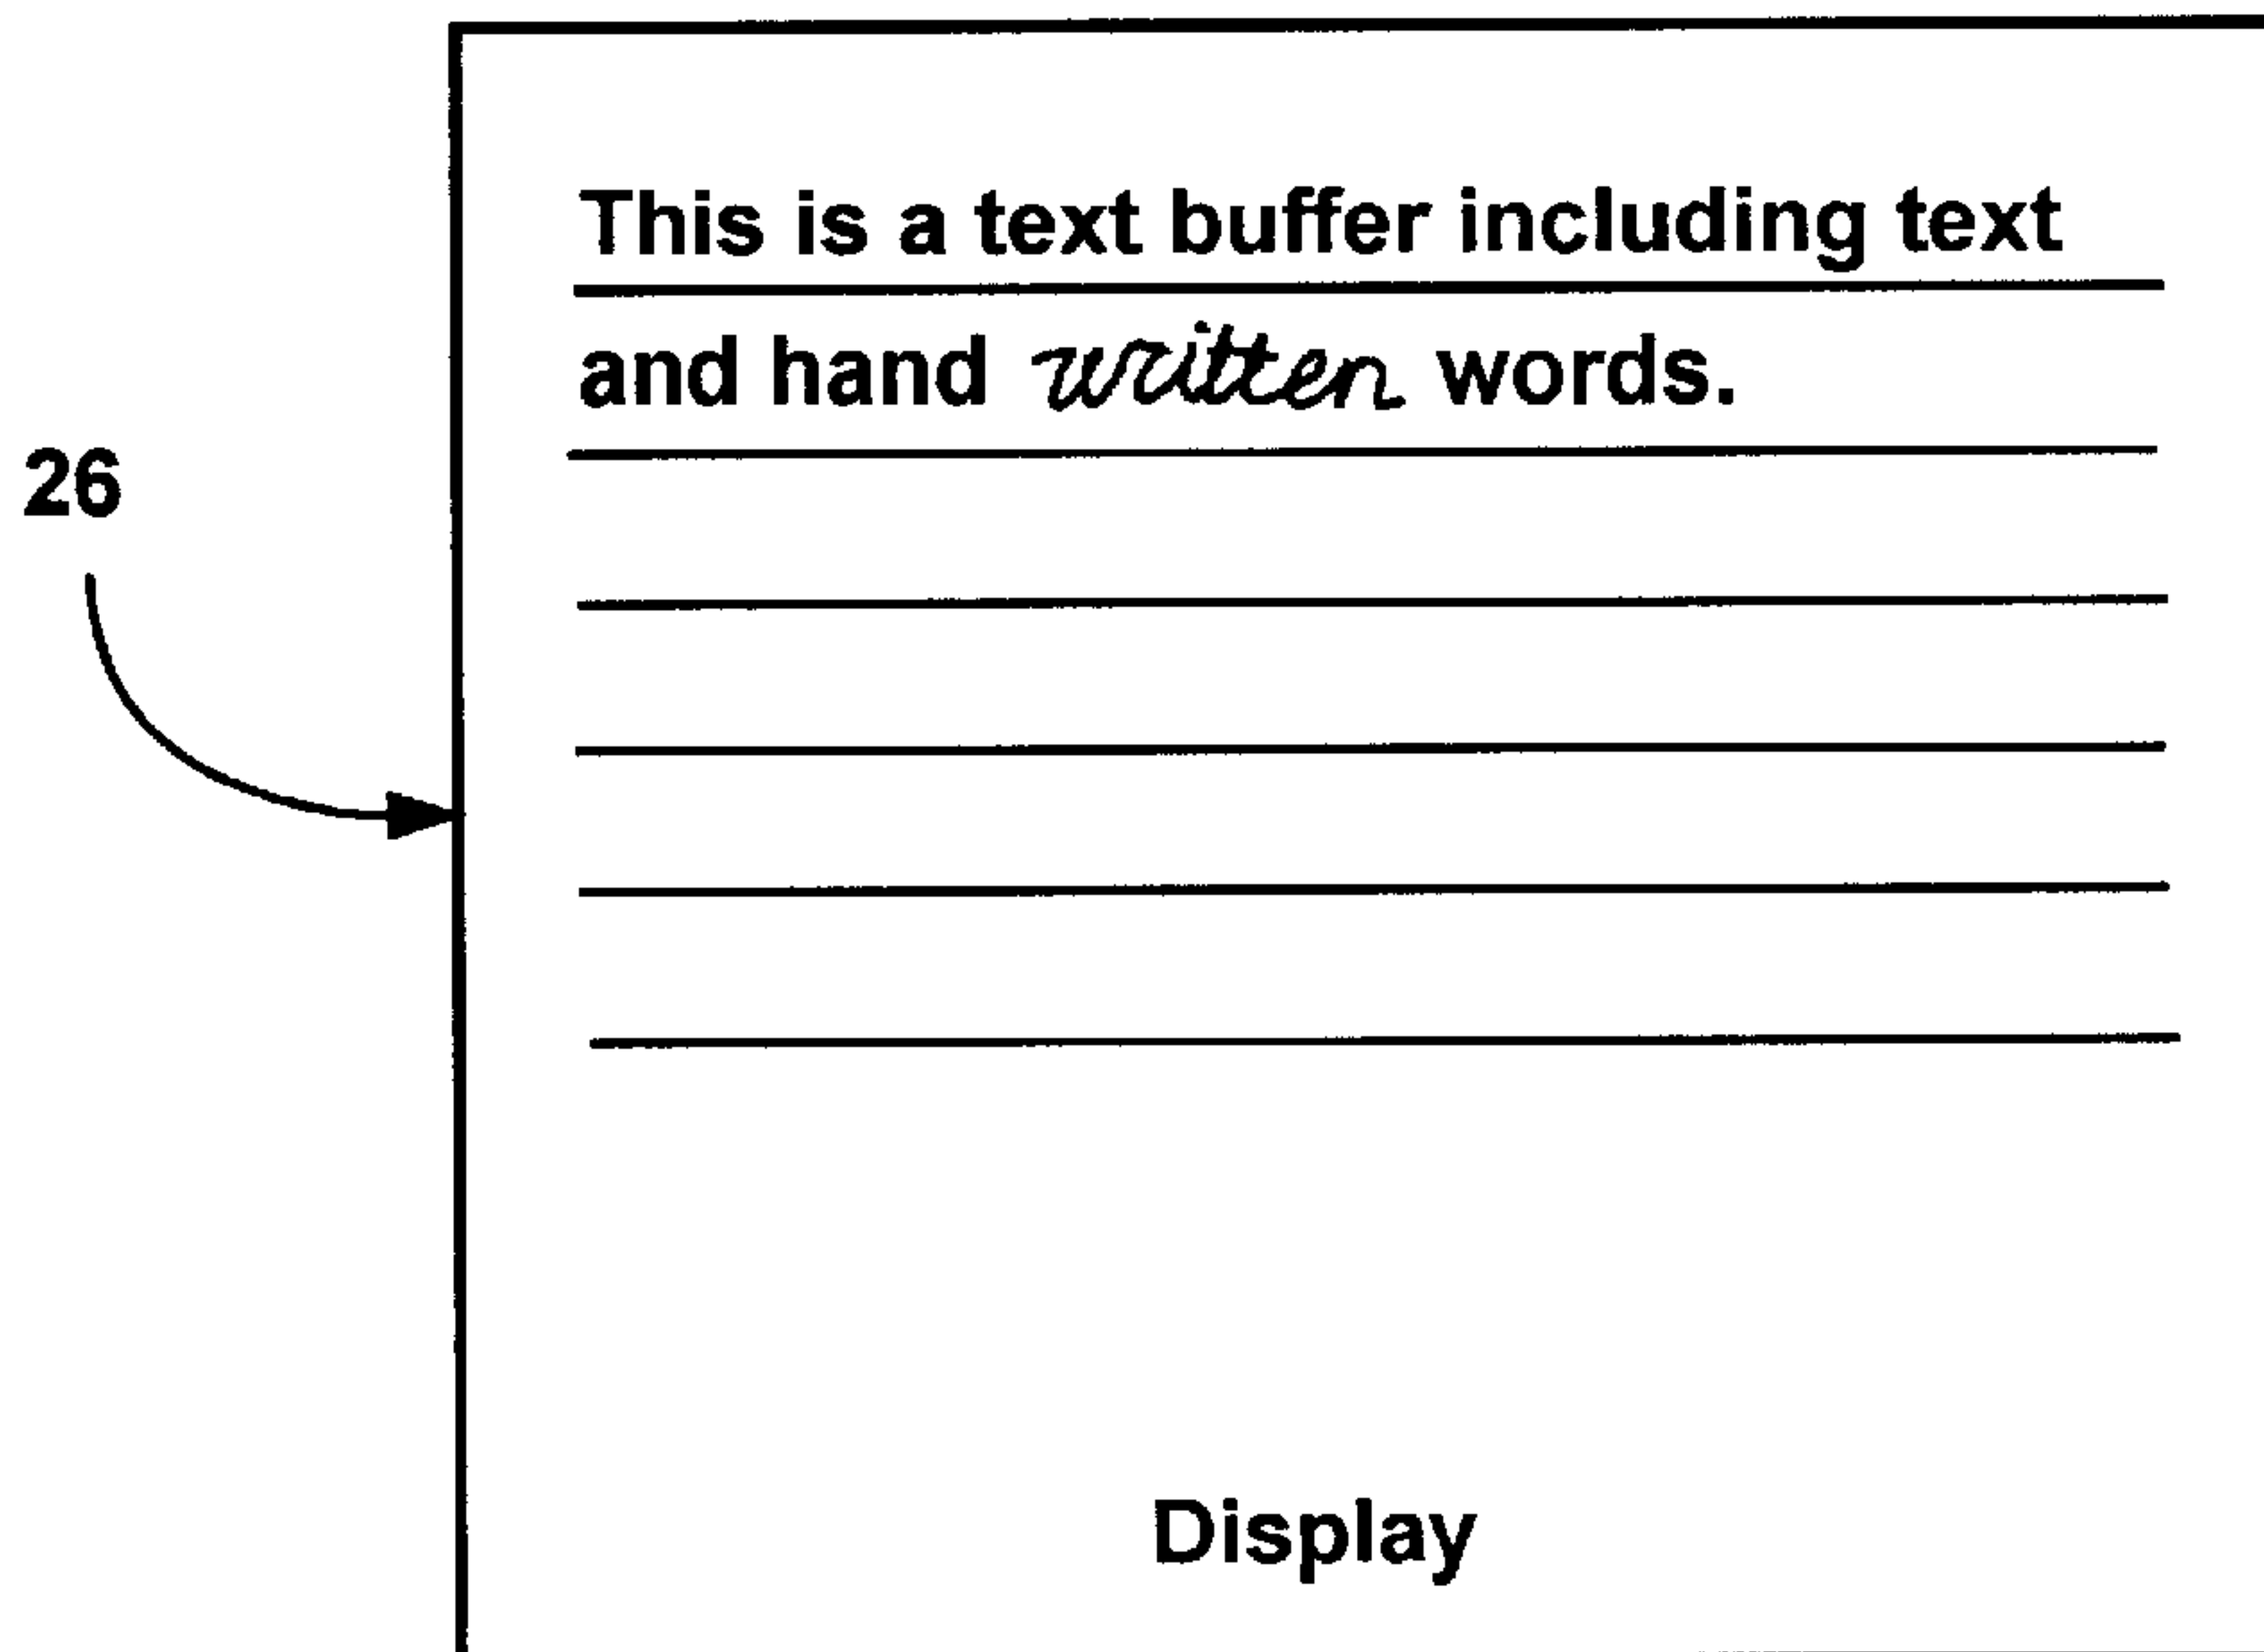 This is a text buffer including text
and hand written words.
26
Display